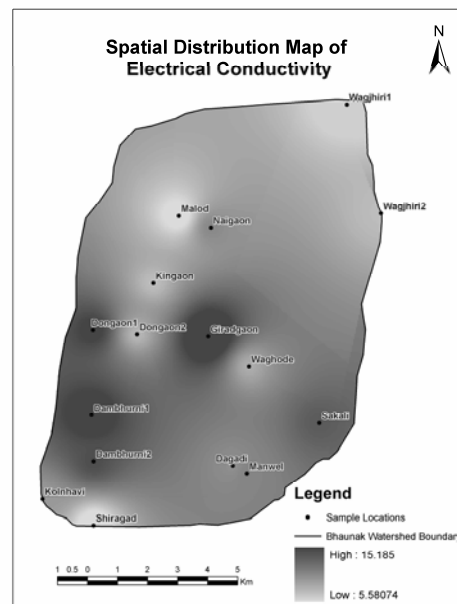 Spatial Distribution Map of
Electrical Conductivity
N
Wagjhiri1
Malod
Wagjhiri2
Naigaon
Kingaon
Dongaon1
Dongaon2
Giradgaon
Waghode
Dambhurni1
Sakali
Dambhurni2
Dagadi
Manwel
Kolnhavi
Shiragad
Legend
Sample Locations
Bhaunak Watershed Boundary
High : 15.185
Low : 5.58074
1 0.5 0 1 2 3 4 5
Km